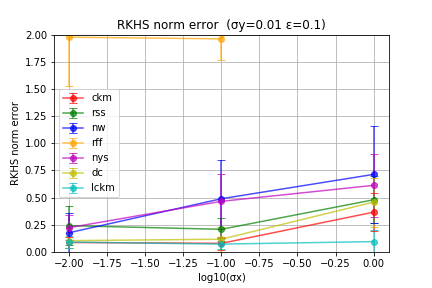 RKHS norm error  (σy=0.01 ε=0.1)
2.00
1.75
1.50
1.25
1.00
0.75
0.50
0.25
0.00
RKHS norm error
ckm
rss
nw
rff
nys
dc
lckm
−2.00 −1.75 −1.50 −1.25 −1.00 −0.75 −0.50 −0.25 0.00
log10(σx)